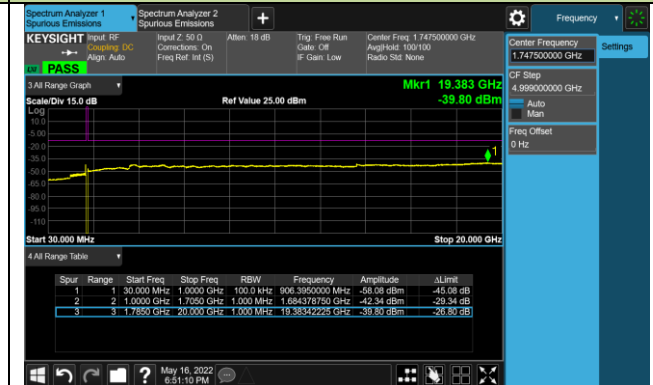 Spectrum Analyzer 1
Spurious Emissions
Spectrum Analyzer 2
Spurious Emissions
+
Frequency
KEYSIGHT
Input: RF
Coupling: DC
Align: Auto
Input Z: 50 Ω
Corrections: On
Freq Ref: Int (S)
Atten: 18 dB
Trig: Free Run
Gate: Off
IF Gain: Low
Center Freq: 1.747500000 GHz
Avg|Hold: 100/100
Radio Std: None
PASS
Center Frequency
1.747500000 GHz
Settings
CF Step
4.999000000 GHz
Auto
Man
Freq Offset
0 Hz
3 All Range Graph
Mkr1 19.383 GHz
-39.80 dBm
Scale/Div 15.0 dB
Ref Value 25.00 dBm
Log
10.0
-5.00
-20.0
-35.0
-50.0
-65.0
-80.0
-95.0
-110
1
Start 30.000 MHz
Stop 20.000 GHz
4 All Range Table
Spur Range Start Freq Stop Freq RBW Frequency Amplitude ΔLimit
1 1 30.000 MHz 1.0000 GHz 100.0 kHz 906.3950000 MHz -58.08 dBm -45.08 dB
2 2 1.0000 GHz 1.7050 GHz 1.000 MHz 1.684378750 GHz -42.34 dBm -29.34 dB
3 3 1.7850 GHz 20.000 GHz 1.000 MHz 19.38342225 GHz -39.80 dBm -26.80 dB
?
May 16, 2022
6:51:10 PM